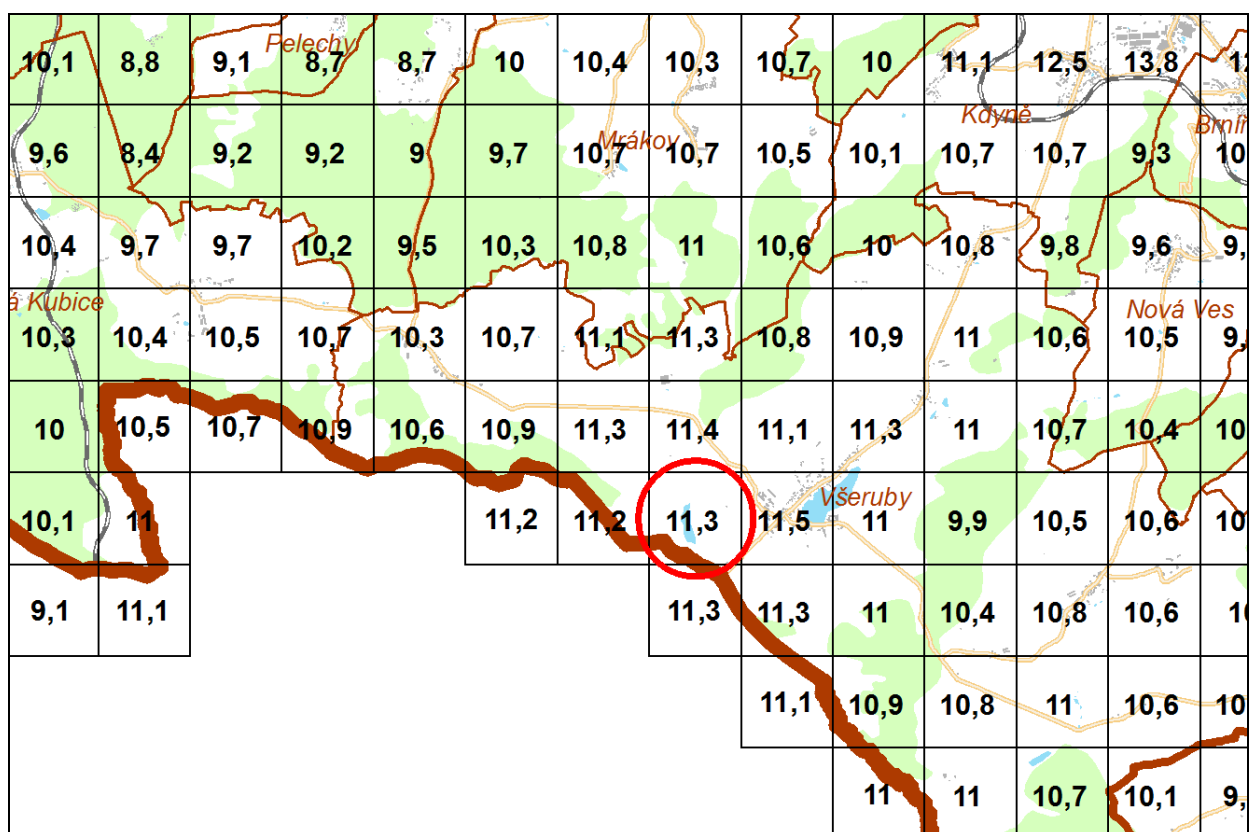 Pelechy
10,1 8,8 9,1 8,7 8,7 10 10,4 10,3 10,7 10 11,1 12,5 13,8
Kdyně
Mrákov
9,6 8,4 9,2 9,2 9 9,7 10,7 10,7 10,5 10,1 10,7 10,7 9,3
10,4 9,7 9,7 10,2 9,5 10,3 10,8 11 10,6 10 10,8 9,8 9,6
á Kubice Nová Ves
10,3 10,4 10,5 10,7 10,3 10,7 11,1 11,3 10,8 10,9 11 10,6 10,5
10 10,5 10,7 10,9 10,6 10,9 11,3 11,4 11,1 11,3 11 10,7 10,4
Všeruby
10,1 11 11,2 11,2 11,3 11,5 11 9,9 10,5 10,6
9,1 11,1 11,3 11,3 11 10,4 10,8 10,6
11,1 10,9 10,8 11 10,6
11 11 10,7 10,1